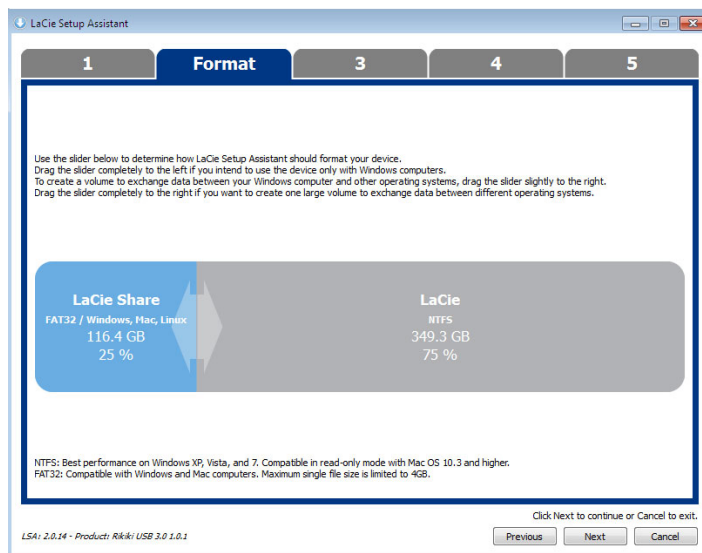 LaCie Setup Assistant
1 Format 3 4 5
Use the slider below to determine how LaCie Setup Assistant should format your device.
Drag the slider completely to the left if you intend to use the device only with Windows computers.
To create a volume to exchange data between your Windows computer and other operating systems, drag the slider slightly to the right.
Drag the slider completely to the right if you want to create one large volume to exchange data between different operating systems.
LaCie Share
FAT32 / Windows, Mac, Linux
116.4 GB
25 %
LaCie
NTFS
349.3 GB
75 %
NTFS: Best performance on Windows XP, Vista, and 7. Compatible in read-only mode with Mac OS 10.3 and higher.
FAT32: Compatible with Windows and Mac computers. Maximum single file size is limited to 4GB.
Click Next to continue or Cancel to exit.
LSA: 2.0.14 - Product: Rikiki USB 3.0 1.0.1
Previous Next Cancel